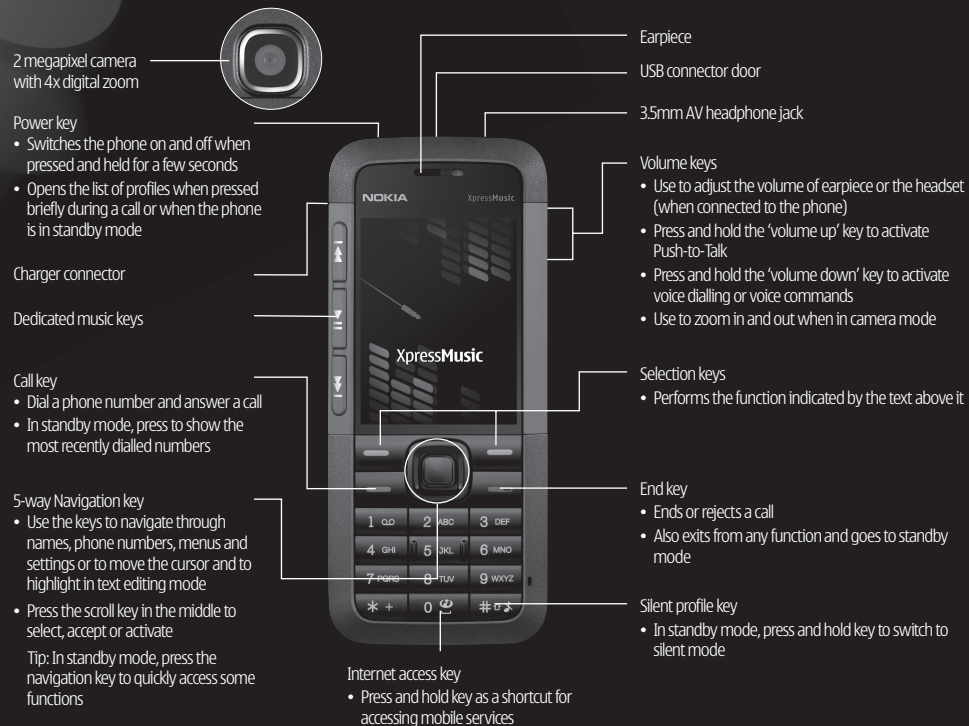 2 megapixel camera
with 4x digital zoom
Power key
• Switches the phone on and off when
pressed and held for a few seconds
• Opens the list of profiles when pressed
briefly during a call or when the phone
is in standby mode
Charger connector
Dedicated music keys
Call key
• Dial a phone number and answer a call
• In standby mode, press to show the
most recently dialled numbers
5-way Navigation key
• Use the keys to navigate through
names, phone numbers, menus and
settings or to move the cursor and to
highlight in text editing mode
• Press the scroll key in the middle to
select, accept or activate
Tip: In standby mode, press the
navigation key to quickly access some
functions
NOKIA XpressMusic
XpressMusic
1 2 ABC 3 DEF
4 GHI 5 JKL 6 MNO
7 PQRS 8 TUV 9 WXYZ
* + 0 #
Internet access key
• Press and hold key as a shortcut for
accessing mobile services
Earpiece
USB connector door
3.5mm AV headphone jack
Volume keys
• Use to adjust the volume of earpiece or the headset
(when connected to the phone)
• Press and hold the ‘volume up’ key to activate
Push-to-Talk
• Press and hold the ‘volume down’ key to activate
voice dialling or voice commands
• Use to zoom in and out when in camera mode
Selection keys
• Performs the function indicated by the text above it
End key
• Ends or rejects a call
• Also exits from any function and goes to standby
mode
Silent profile key
• In standby mode, press and hold key to switch to
silent mode